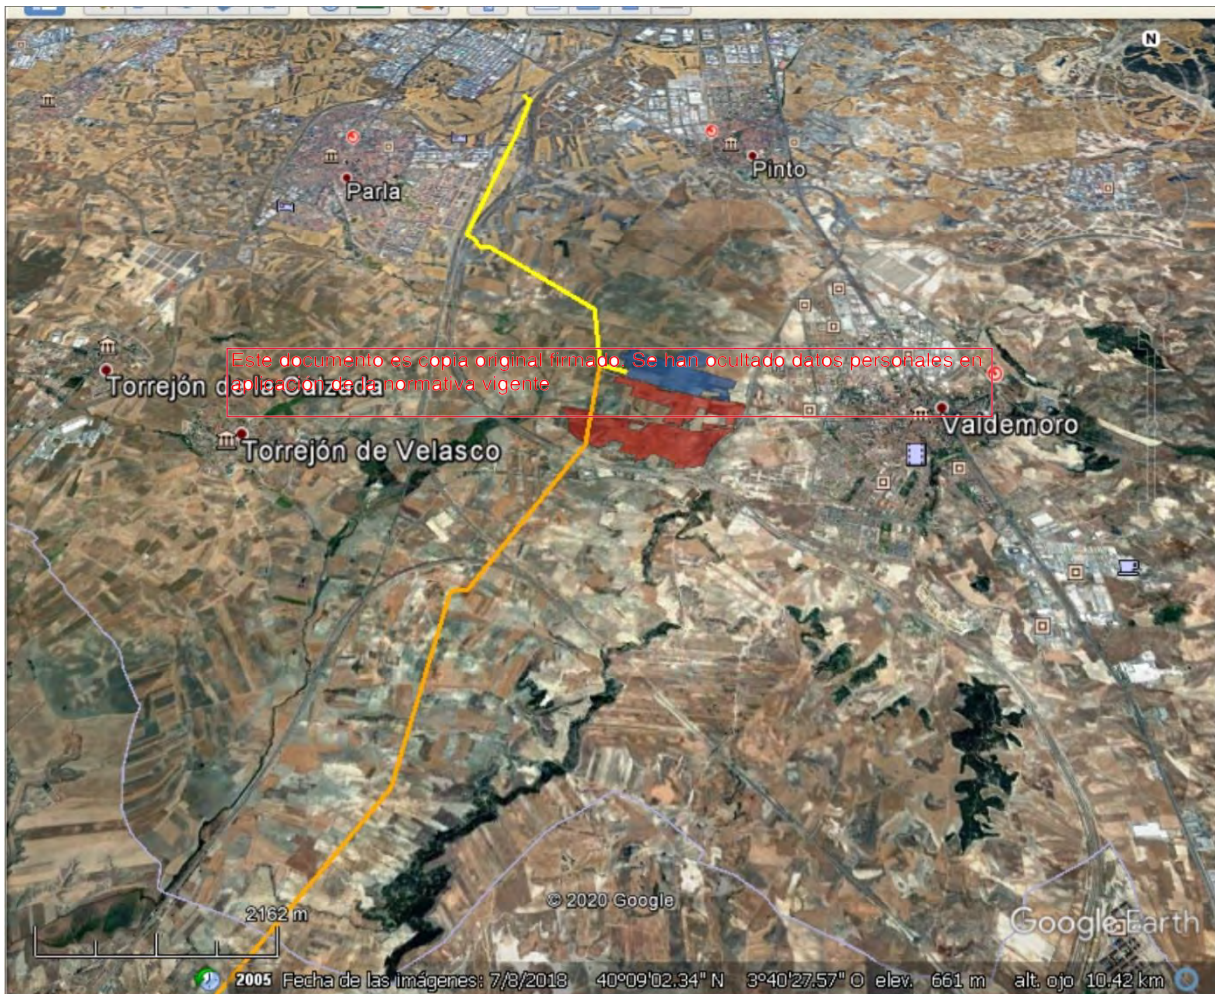 N
Parla
Pinto
Este documento es copia original firmado. Se han ocultado datos personales en
aplicación de la normativa vigente
Torrejón de la Calzada
Valdemoro
Torrejón de Velasco
2162 m
© 2020 Google
Google Earth
2005 Fecha de las imágenes: 7/8/2018 40°09'02.34" N 3°40'27.57" O elev. 661 m alt. ojo 10.42 km